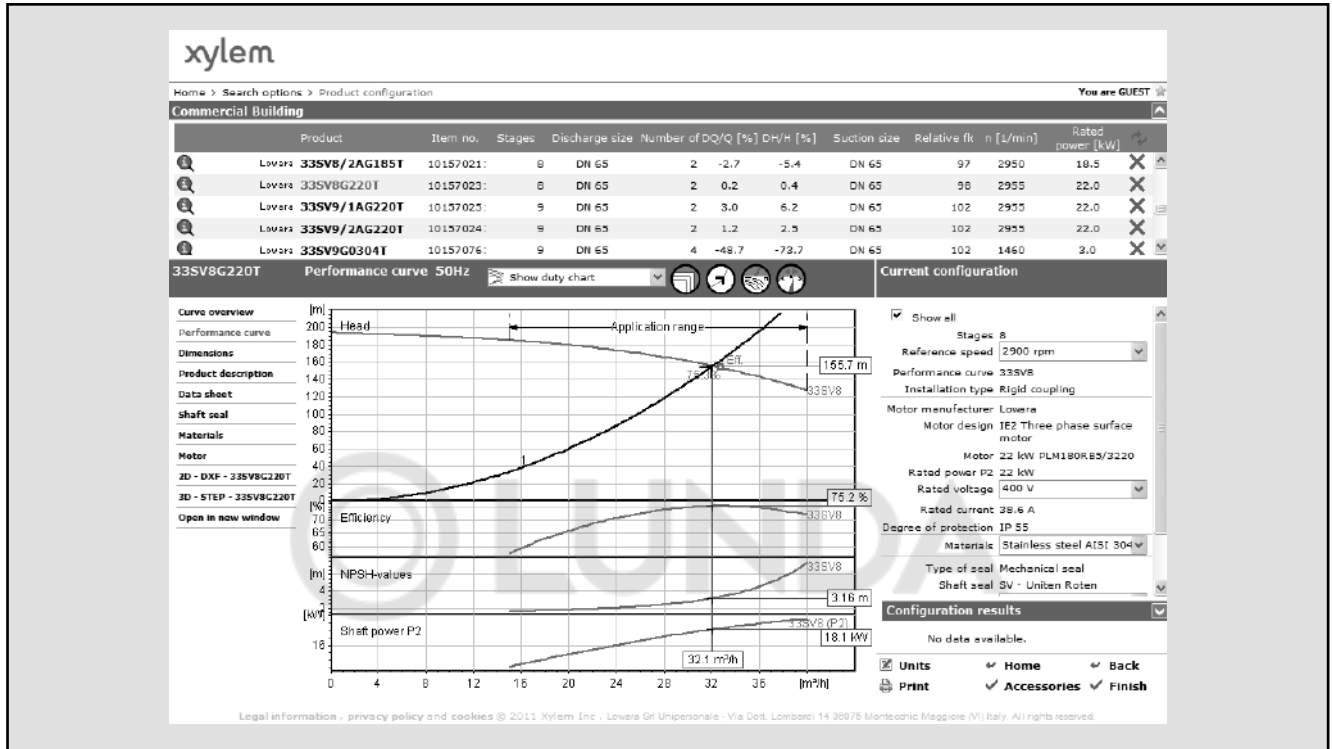 xylem
Home > Search options > Product configuration You are GUEST
Commercial Building
Product Item no. Stages Discharge size Number of DQ/Q [%] DH/H [%] Suction size Relative fk n [1/min] Rated power [kW]
Lowara 33SV8/2AG185T 10157021: 8 DN 65 2 -2.7 -5.4 DN 65 97 2950 18.5
Lowara 33SV8G220T 10157023: 8 DN 65 2 0.2 0.4 DN 65 98 2955 22.0
Lowara 33SV9/1AG220T 10157025: 9 DN 65 2 3.0 6.2 DN 65 102 2955 22.0
Lowara 33SV9/2AG220T 10157024: 9 DN 65 2 1.2 2.5 DN 65 102 2955 22.0
Lowara 33SV9G0304T 10157076: 9 DN 65 4 -48.7 -73.7 DN 65 102 1460 3.0
33SV8G220T Performance curve 50Hz Show duty chart Current configuration
Curve overview
Performance curve
Dimensions
Product description
Data sheet
Shaft seal
Materials
Motor
2D - DXF - 33SV8G220T
3D - STEP - 33SV8G220T
Open in new window
[m]
200 Head Application range
180
160 Eff. 155.7 m
140
120 33SV8
100
80
60
40 1
20
0
75.2 %
[%]
70 Efficiency 33SV8
65
60
[m] NPSH-values 33SV8
4
3.16 m
[kW]
Shaft power P2 33SV8 (P2)
16 18.1 kW
32.1 m³/h
0 4 8 12 16 20 24 28 32 36 [m³/h]
Show all
Stages 8
Reference speed 2900 rpm
Performance curve 33SV8
Installation type Rigid coupling
Motor manufacturer Lowara
Motor design IE2 Three phase surface motor
Motor 22 kW PLM180RB5/3220
Rated power P2 22 kW
Rated voltage 400 V
Rated current 38.6 A
Degree of protection IP 55
Materials Stainless steel AISI 304
Type of seal Mechanical seal
Shaft seal SV - Uniten Roten
Configuration results
No data available.
Units Home Back
Print Accessories Finish
LUNDA
Legal information, privacy policy and cookies © 2011 Xylem Inc, Lowara Srl Unipersonale - Via Dott. Lombardi 14 36075 Montecchio Maggiore (VI) Italy. All rights reserved.